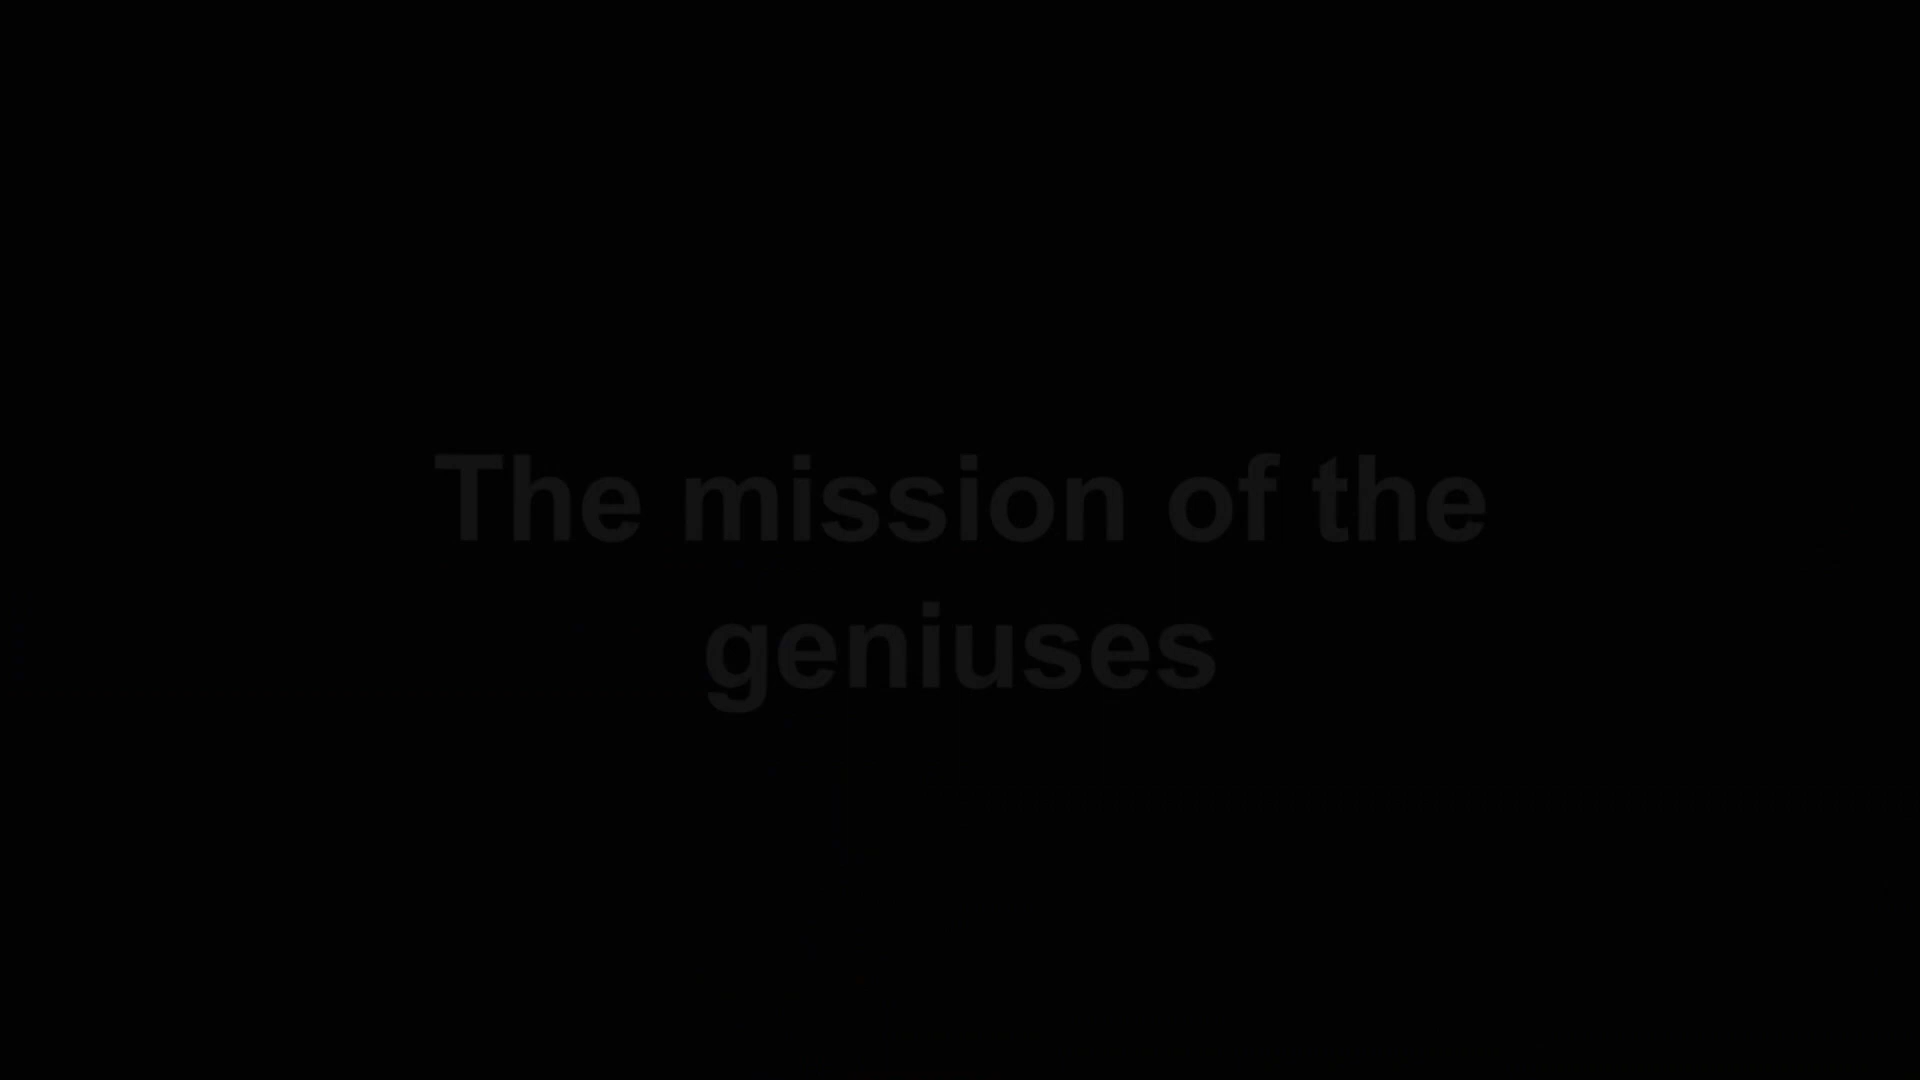 The mission of the
geniuses